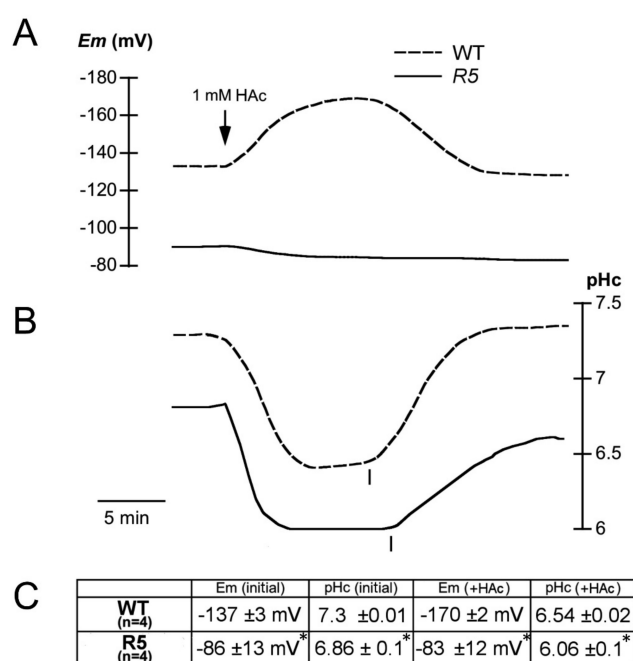 A
Em (mV)
WT
R5
-180
1 mM HAc
-160
-140
-120
-100
-80
pHc
B
7.5
7
6.5
6
5 min
C
Em (initial) pHc (initial) Em (+HAc) pHc (+HAc)
WT (n=4) -137 ±3 mV 7.3 ±0.01 -170 ±2 mV 6.54 ±0.02
R5 (n=4) -86 ±13 mV* 6.86 ± 0.1* -83 ±12 mV* 6.06 ±0.1*